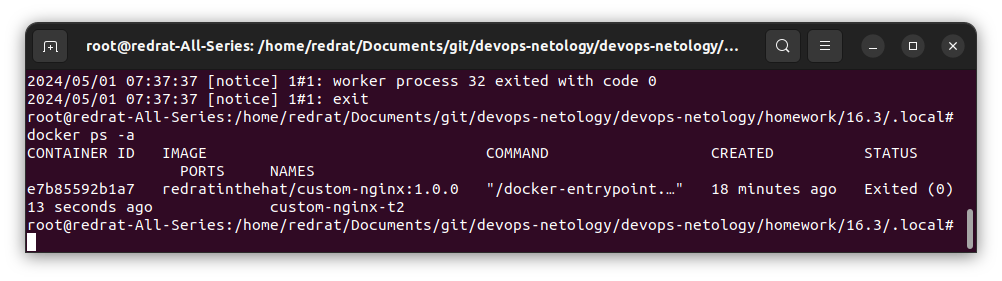 root@redrat-All-Series: /home/redrat/Documents/git/devops-netology/devops-netology/…
2024/05/01 07:37:37 [notice] 1#1: worker process 32 exited with code 0
2024/05/01 07:37:37 [notice] 1#1: exit
root@redrat-All-Series:/home/redrat/Documents/git/devops-netology/devops-netology/homework/16.3/.local#
docker ps -a
CONTAINER ID   IMAGE                               COMMAND                  CREATED          STATUS
PORTS     NAMES
e7b85592b1a7   redratinthehat/custom-nginx:1.0.0   "/docker-entrypoint.…"   18 minutes ago   Exited (0)
13 seconds ago             custom-nginx-t2
root@redrat-All-Series:/home/redrat/Documents/git/devops-netology/devops-netology/homework/16.3/.local#